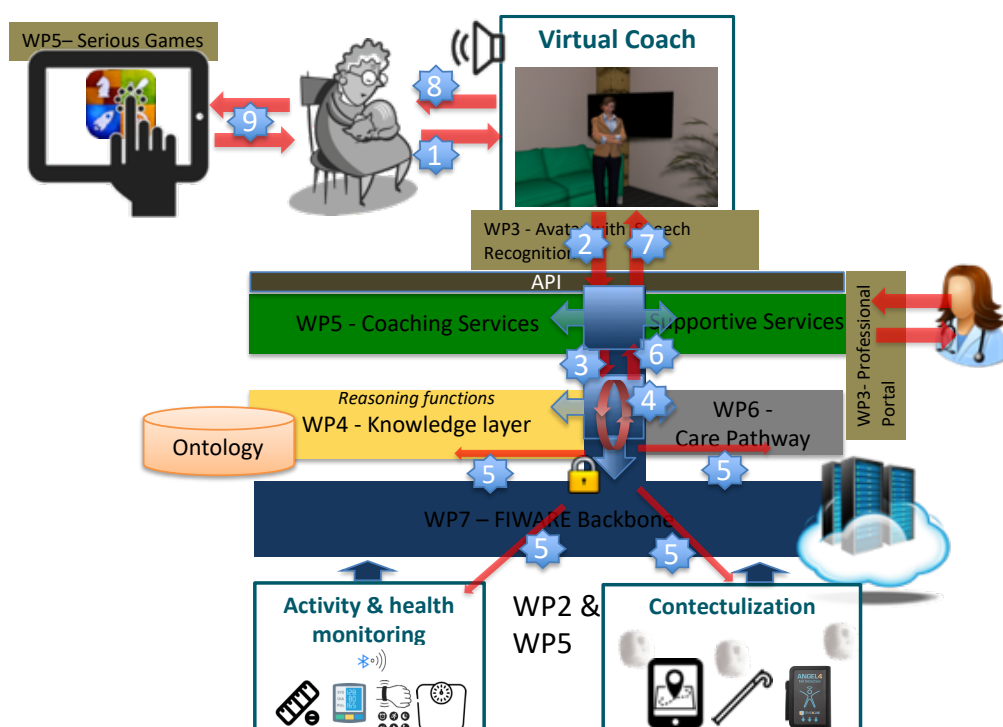 WP5– Serious Games
Virtual Coach
8
9
1
WP3 - Avatar with Speech
Recognition
2
7
API
WP5 - Coaching Services
Supportive Services
3
6
WP3- Professional
Portal
Reasoning functions
WP4 - Knowledge layer
4
WP6 -
Care Pathway
Ontology
5
5
WP7 – FIWARE Backbone
5
5
Activity & health
monitoring
WP2 &
WP5
Contectulization
ANGEL4